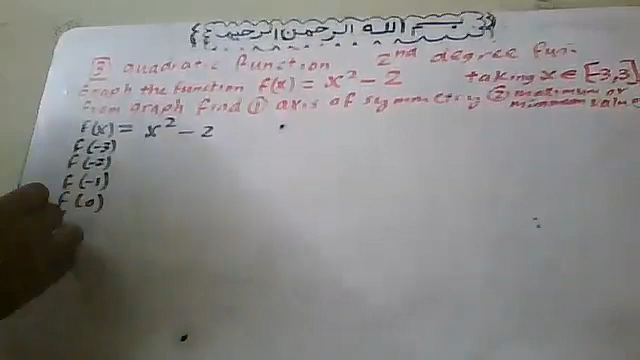 بسم الله الرحمن الرحيم
3 quadratic function 2nd degree fun.
Graph the function f(x) = x² - 2 taking x ∈ [-3,3]
From graph find ① axis of symmetry ② maximum or minimum value
f(x) = x² - 2
f(-3)
f(-2)
f(-1)
f(0)